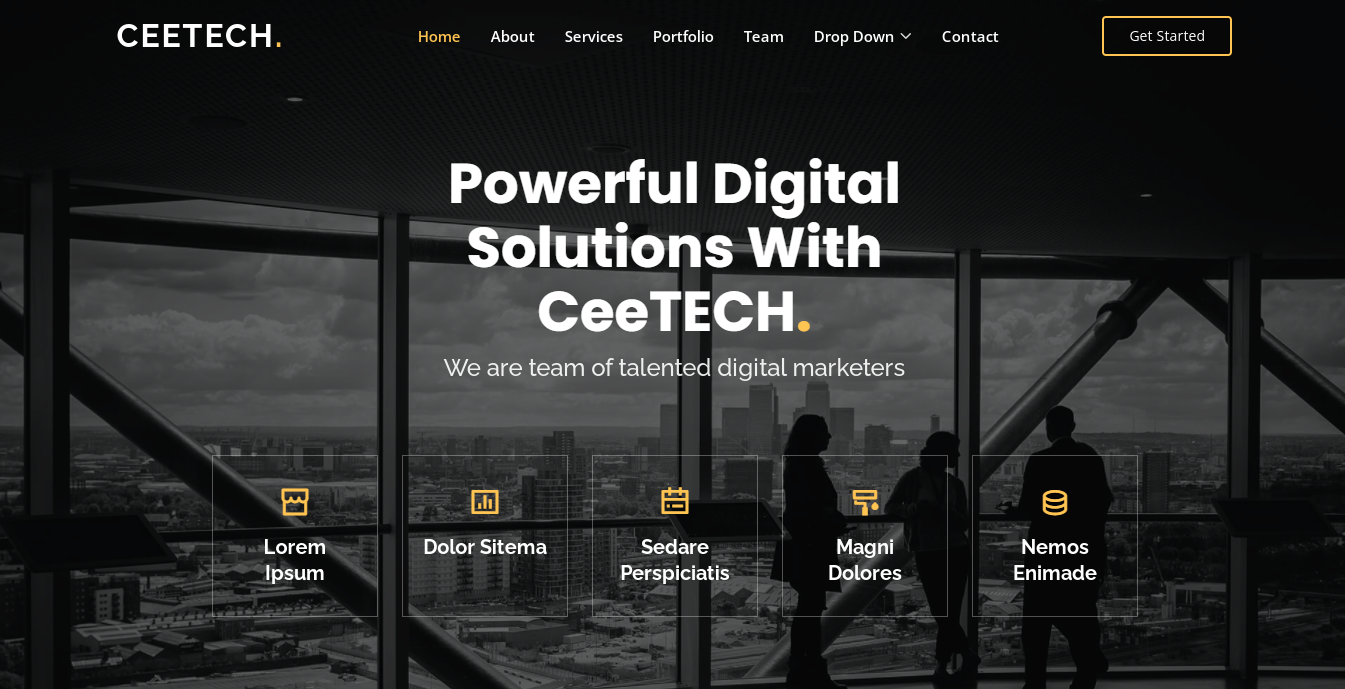 CEETECH.
Home About Services Portfolio Team Drop Down Contact
Get Started
Powerful Digital
Solutions With
CeeTECH.
We are team of talented digital marketers
Lorem
Ipsum
Dolor Sitema
Sedare
Perspiciatis
Magni
Dolores
Nemos
Enimade